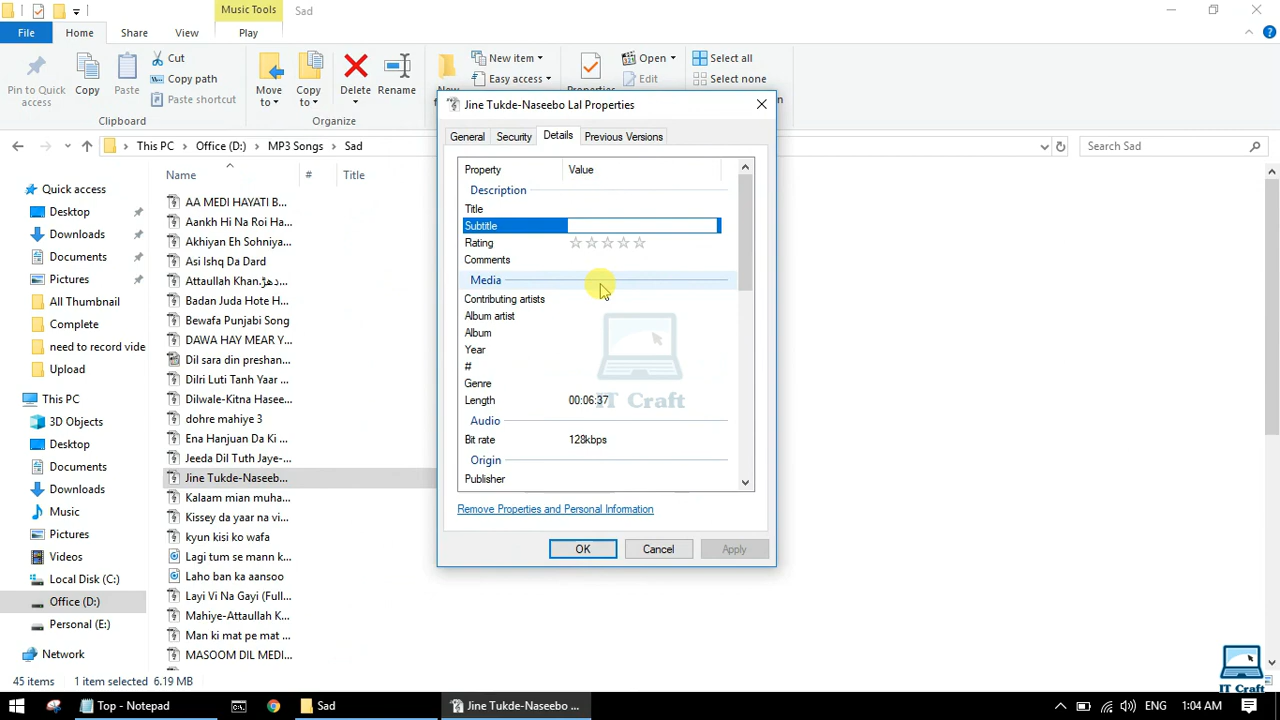 Music Tools
Sad
File
Home
Share
View
Play
Pin to Quick access
Copy
Paste
Cut
Copy path
Paste shortcut
Clipboard
Move to
Copy to
Delete
Rename
Organize
New item
Easy access
Properties
Open
Edit
Select all
Select none
This PC
Office (D:)
MP3 Songs
Sad
Search Sad
Name
#
Title
Quick access
Desktop
Downloads
Documents
Pictures
All Thumbnail
Complete
need to record vide
Upload
This PC
3D Objects
Desktop
Documents
Downloads
Music
Pictures
Videos
Local Disk (C:)
Office (D:)
Personal (E:)
Network
AA MEDI HAYATI B...
Aankh Hi Na Roi Ha...
Akhiyan Eh Sohniya...
Asi Ishq Da Dard
Attaullah Khan.دھڑ...
Badan Juda Hote H...
Bewafa Punjabi Song
DAWA HAY MEAR Y...
Dil sara din preshan...
Dilri Luti Tanh Yaar ...
Dilwale-Kitna Hasee...
dohre mahiye 3
Ena Hanjuan Da Ki ...
Jeeda Dil Tuth Jaye-...
Jine Tukde-Naseeb...
Kalaam mian muha...
Kissey da yaar na vi...
kyun kisi ko wafa
Lagi tum se mann k...
Laho ban ka aansoo
Layi Vi Na Gayi (Full...
Mahiye-Attaullah K...
Man ki mat pe mat ...
MASOOM DIL MEDI...
Jine Tukde-Naseebo Lal Properties
General
Security
Details
Previous Versions
Property
Value
Description
Title
Subtitle
Rating
Comments
Media
Contributing artists
Album artist
Album
Year
#
Genre
Length
00:06:37
Audio
Bit rate
128kbps
Origin
Publisher
Remove Properties and Personal Information
OK
Cancel
Apply
IT Craft
45 items
1 item selected 6.19 MB
IT Craft
Top - Notepad
Sad
Jine Tukde-Naseebo ...
ENG
1:04 AM